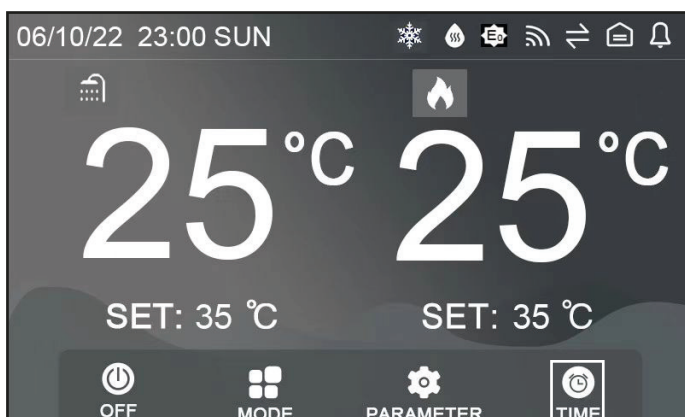 06/10/22 23:00 SUN
25°C 25°C
SET: 35 ℃ SET: 35 ℃
OFF MODE PARAMETER TIME